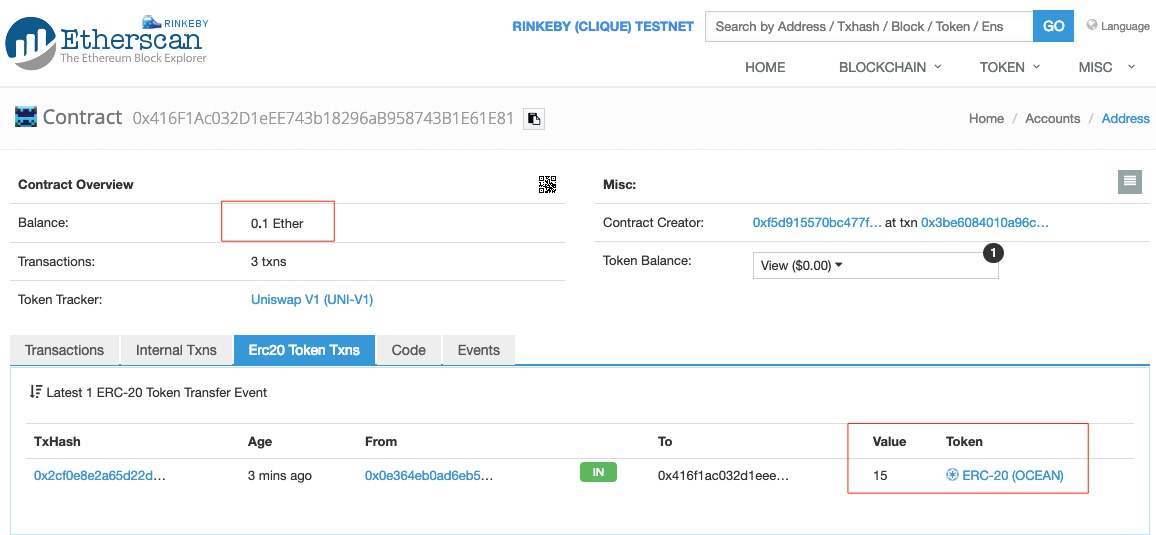 RINKEBY
Etherscan
The Ethereum Block Explorer
RINKEBY (CLIQUE) TESTNET
Search by Address / Txhash / Block / Token / Ens
GO
Language
HOME BLOCKCHAIN TOKEN MISC
Contract 0x416F1Ac032D1eEE743b18296aB958743B1E61E81
Home / Accounts / Address
Contract Overview
Balance: 0.1 Ether
Transactions: 3 txns
Token Tracker: Uniswap V1 (UNI-V1)
Misc:
Contract Creator: 0xf5d915570bc477f... at txn 0x3be6084010a96c...
Token Balance: View ($0.00) 1
Transactions Internal Txns Erc20 Token Txns Code Events
Latest 1 ERC-20 Token Transfer Event
TxHash Age From To Value Token
0x2cf0e8e2a65d22d... 3 mins ago 0x0e364eb0ad6eb5... IN 0x416f1ac032d1eee... 15 ERC-20 (OCEAN)